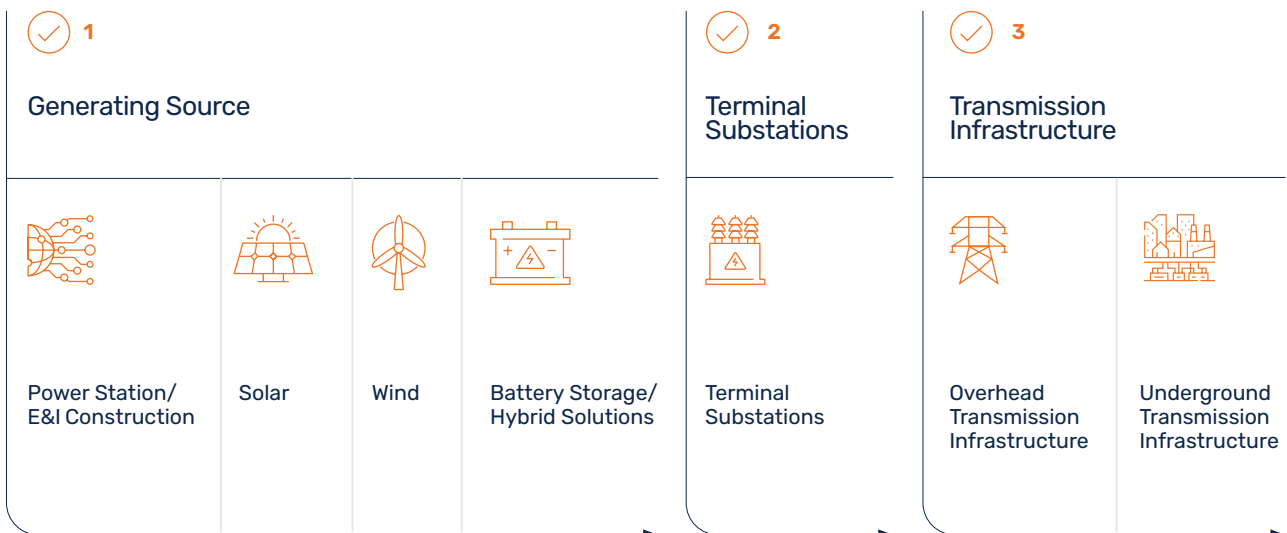 1
Generating Source
Power Station/
E&I Construction
Solar
Wind
Battery Storage/
Hybrid Solutions
2
Terminal
Substations
Terminal
Substations
3
Transmission
Infrastructure
Overhead
Transmission
Infrastructure
Underground
Transmission
Infrastructure